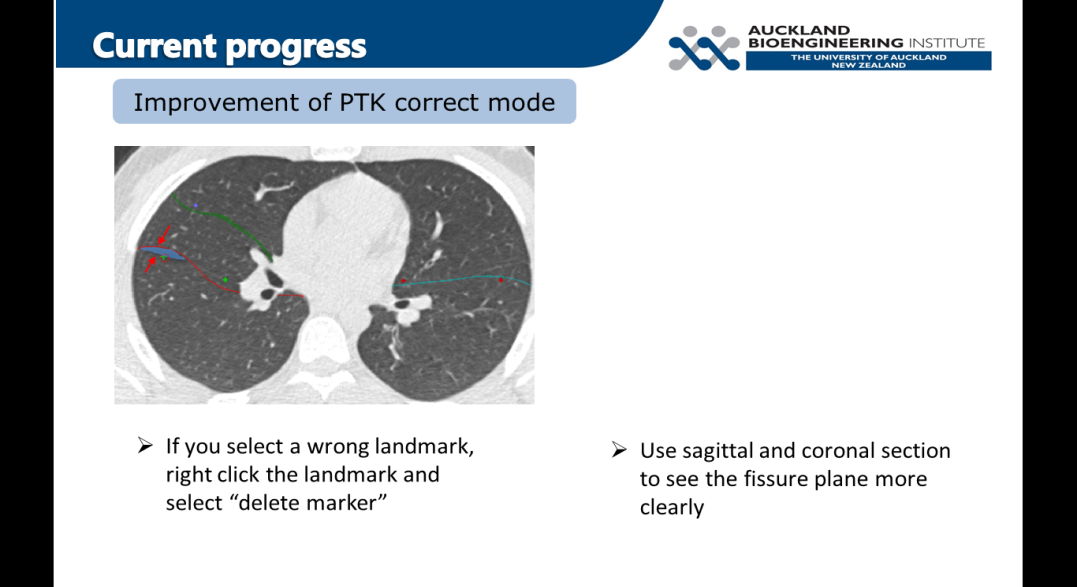 Current progress
AUCKLAND
BIOENGINEERING INSTITUTE
THE UNIVERSITY OF AUCKLAND
NEW ZEALAND
Improvement of PTK correct mode
➢ If you select a wrong landmark,
right click the landmark and
select “delete marker”
➢ Use sagittal and coronal section
to see the fissure plane more
clearly